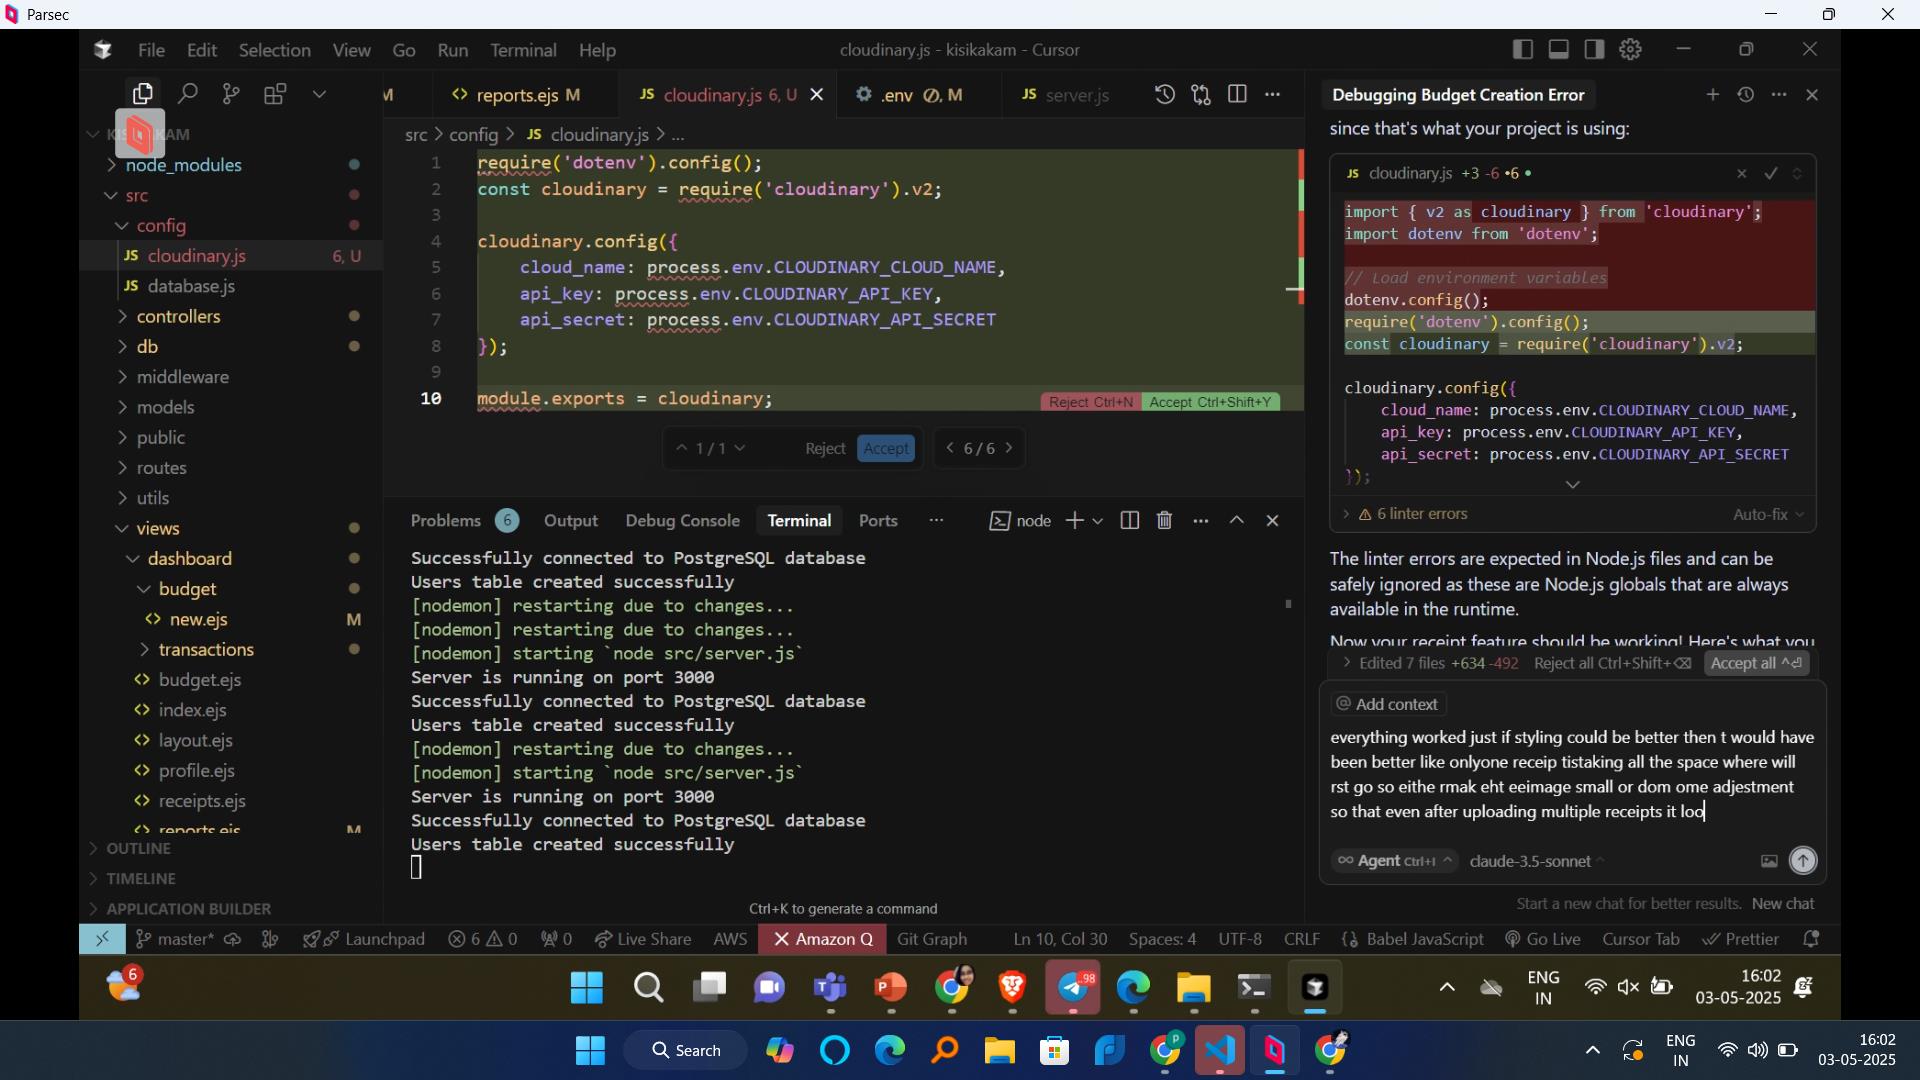 Parsec
File Edit Selection View Go Run Terminal Help
cloudinary.js - kisikakam - Cursor
M
reports.ejs M
JS cloudinary.js 6, U
.env M
JS server.js
src > config > JS cloudinary.js > ...
1 require('dotenv').config();
2 const cloudinary = require('cloudinary').v2;
3
4 cloudinary.config({
5 cloud_name: process.env.CLOUDINARY_CLOUD_NAME,
6 api_key: process.env.CLOUDINARY_API_KEY,
7 api_secret: process.env.CLOUDINARY_API_SECRET
8 });
9
10 module.exports = cloudinary;
Reject Ctrl+N Accept Ctrl+Shift+Y
1 / 1 Reject Accept 6 / 6
node_modules
src
config
JS cloudinary.js 6, U
JS database.js
controllers
db
middleware
models
public
routes
utils
views
dashboard
budget
<> new.ejs M
transactions
<> budget.ejs
<> index.ejs
<> layout.ejs
<> profile.ejs
<> receipts.ejs
<> reports.ejs M
OUTLINE
TIMELINE
APPLICATION BUILDER
Problems 6 Output Debug Console Terminal Ports ... node
Successfully connected to PostgreSQL database
Users table created successfully
[nodemon] restarting due to changes...
[nodemon] restarting due to changes...
[nodemon] starting `node src/server.js`
Server is running on port 3000
Successfully connected to PostgreSQL database
Users table created successfully
[nodemon] restarting due to changes...
[nodemon] starting `node src/server.js`
Server is running on port 3000
Successfully connected to PostgreSQL database
Users table created successfully
Ctrl+K to generate a command
Debugging Budget Creation Error
since that's what your project is using:
JS cloudinary.js +3 -6 •6 •
import { v2 as cloudinary } from 'cloudinary';
import dotenv from 'dotenv';
// Load environment variables
dotenv.config();
require('dotenv').config();
const cloudinary = require('cloudinary').v2;
cloudinary.config({
cloud_name: process.env.CLOUDINARY_CLOUD_NAME,
api_key: process.env.CLOUDINARY_API_KEY,
api_secret: process.env.CLOUDINARY_API_SECRET
});
6 linter errors Auto-fix
The linter errors are expected in Node.js files and can be
safely ignored as these are Node.js globals that are always
available in the runtime.
Now your receipt feature should be working! Here's what you
Edited 7 files +634 -492 Reject all Ctrl+Shift+⌫ Accept all ^⏎
@ Add context
everything worked just if styling could be better then t would have
been better like onlyone receip tistaking all the space where will
rst go so eithe rmak eht eeimage small or dom ome adjestment
so that even after uploading multiple receipts it loo
∞ Agent Ctrl+I claude-3.5-sonnet
Start a new chat for better results. New chat
master* Launchpad 6 0 0 Live Share AWS Amazon Q Git Graph Ln 10, Col 30 Spaces: 4 UTF-8 CRLF Babel JavaScript Go Live Cursor Tab Prettier
6
.98
ENG
IN
16:02
03-05-2025
Search
P
ENG
IN
16:02
03-05-2025